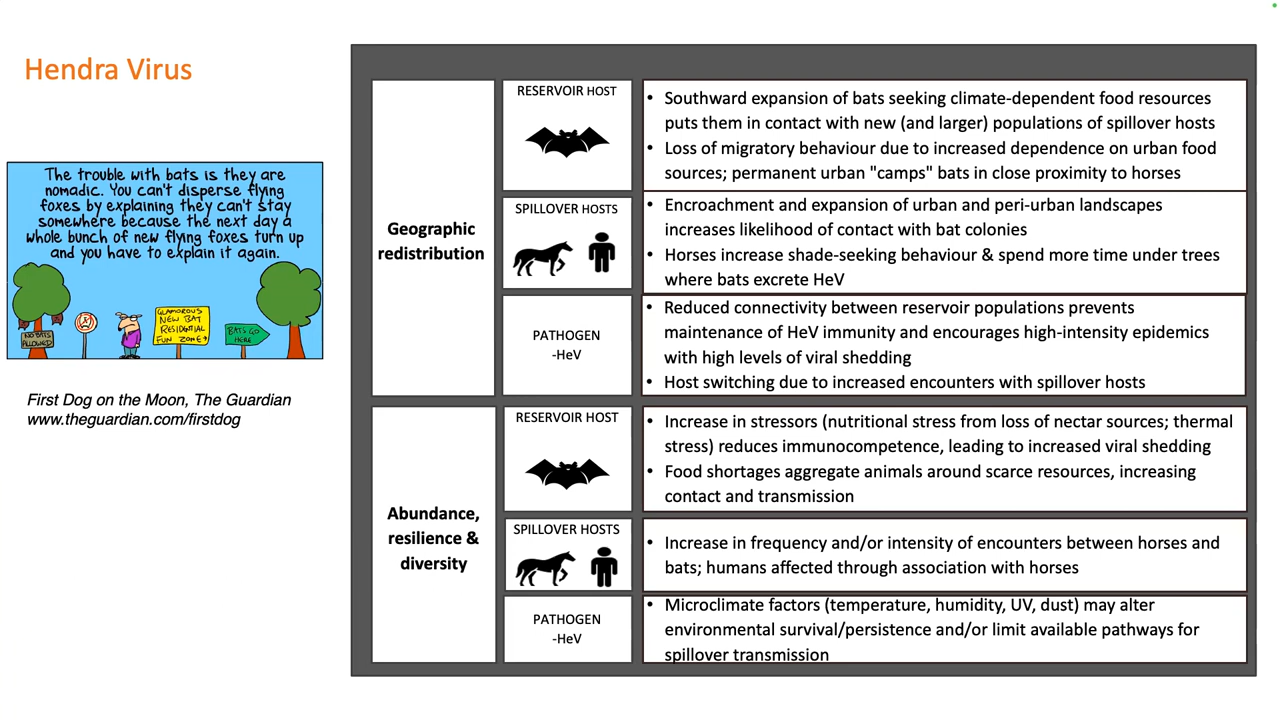 Hendra Virus
The trouble with bats is they are
nomadic. You can't disperse flying
foxes by explaining they can't stay
somewhere because the next day a
whole bunch of new flying foxes turn up
and you have to explain it again.
NO BATS
ALLOWED
GLAMOROUS
NEW BAT
RESIDENTIAL
FUN ZONE
BATS GO
HERE
First Dog on the Moon, The Guardian
www.theguardian.com/firstdog
Geographic
redistribution
RESERVOIR HOST
• Southward expansion of bats seeking climate-dependent food resources
puts them in contact with new (and larger) populations of spillover hosts
• Loss of migratory behaviour due to increased dependence on urban food
sources; permanent urban "camps" bats in close proximity to horses
SPILLOVER HOSTS
• Encroachment and expansion of urban and peri-urban landscapes
increases likelihood of contact with bat colonies
• Horses increase shade-seeking behaviour & spend more time under trees
where bats excrete HeV
PATHOGEN
-HeV
• Reduced connectivity between reservoir populations prevents
maintenance of HeV immunity and encourages high-intensity epidemics
with high levels of viral shedding
• Host switching due to increased encounters with spillover hosts
Abundance,
resilience &
diversity
RESERVOIR HOST
• Increase in stressors (nutritional stress from loss of nectar sources; thermal
stress) reduces immunocompetence, leading to increased viral shedding
• Food shortages aggregate animals around scarce resources, increasing
contact and transmission
SPILLOVER HOSTS
• Increase in frequency and/or intensity of encounters between horses and
bats; humans affected through association with horses
PATHOGEN
-HeV
• Microclimate factors (temperature, humidity, UV, dust) may alter
environmental survival/persistence and/or limit available pathways for
spillover transmission